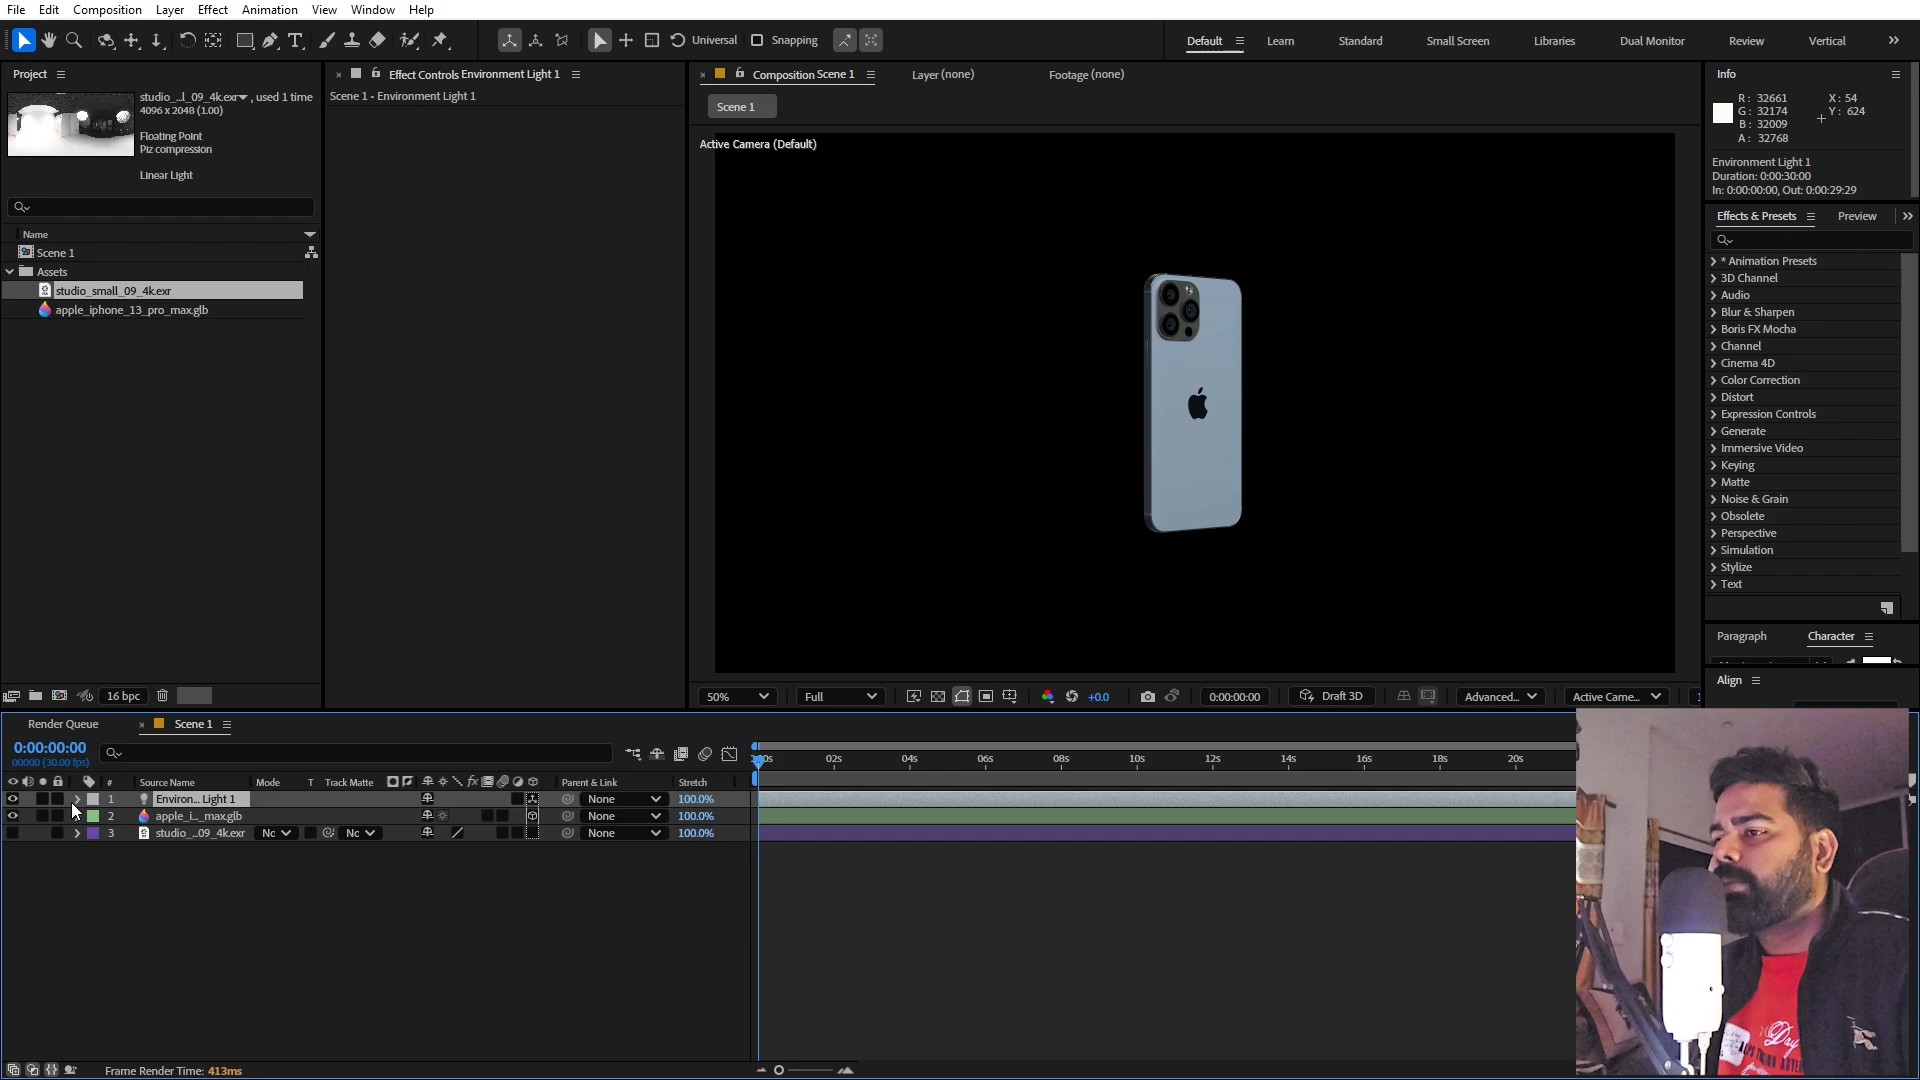 File Edit Composition Layer Effect Animation View Window Help
Universal Snapping
Default Learn Standard Small Screen Libraries Dual Monitor Review Vertical
Project
studio_...l_09_4k.exr , used 1 time
4096 x 2048 (1.00)
Floating Point
Piz compression
Linear Light
Name
Scene 1
Assets
studio_small_09_4k.exr
apple_iphone_13_pro_max.glb
16 bpc
Effect Controls Environment Light 1
Scene 1 - Environment Light 1
Composition Scene 1 Layer (none) Footage (none)
Scene 1
Active Camera (Default)
50% Full +0.0 0:00:00:00 Draft 3D Advanced... Active Came...
Info
R: 32661 X: 54
G: 32174 Y: 624
B: 32009
A: 32768
Environment Light 1
Duration: 0:00:30:00
In: 0:00:00:00, Out: 0:00:29:29
Effects & Presets Preview
* Animation Presets
3D Channel
Audio
Blur & Sharpen
Boris FX Mocha
Channel
Cinema 4D
Color Correction
Distort
Expression Controls
Generate
Immersive Video
Keying
Matte
Noise & Grain
Obsolete
Perspective
Simulation
Stylize
Text
Paragraph Character
Align
Render Queue Scene 1
0:00:00:00
00000 (30.00 fps)
02s 04s 06s 08s 10s 12s 14s 16s 18s 20s
# Source Name Mode T Track Matte fx Parent & Link Stretch
1 Environ... Light 1 None 100.0%
2 apple_i..._max.glb None 100.0%
3 studio_...09_4k.exr Nc Nc None 100.0%
Frame Render Time: 413ms